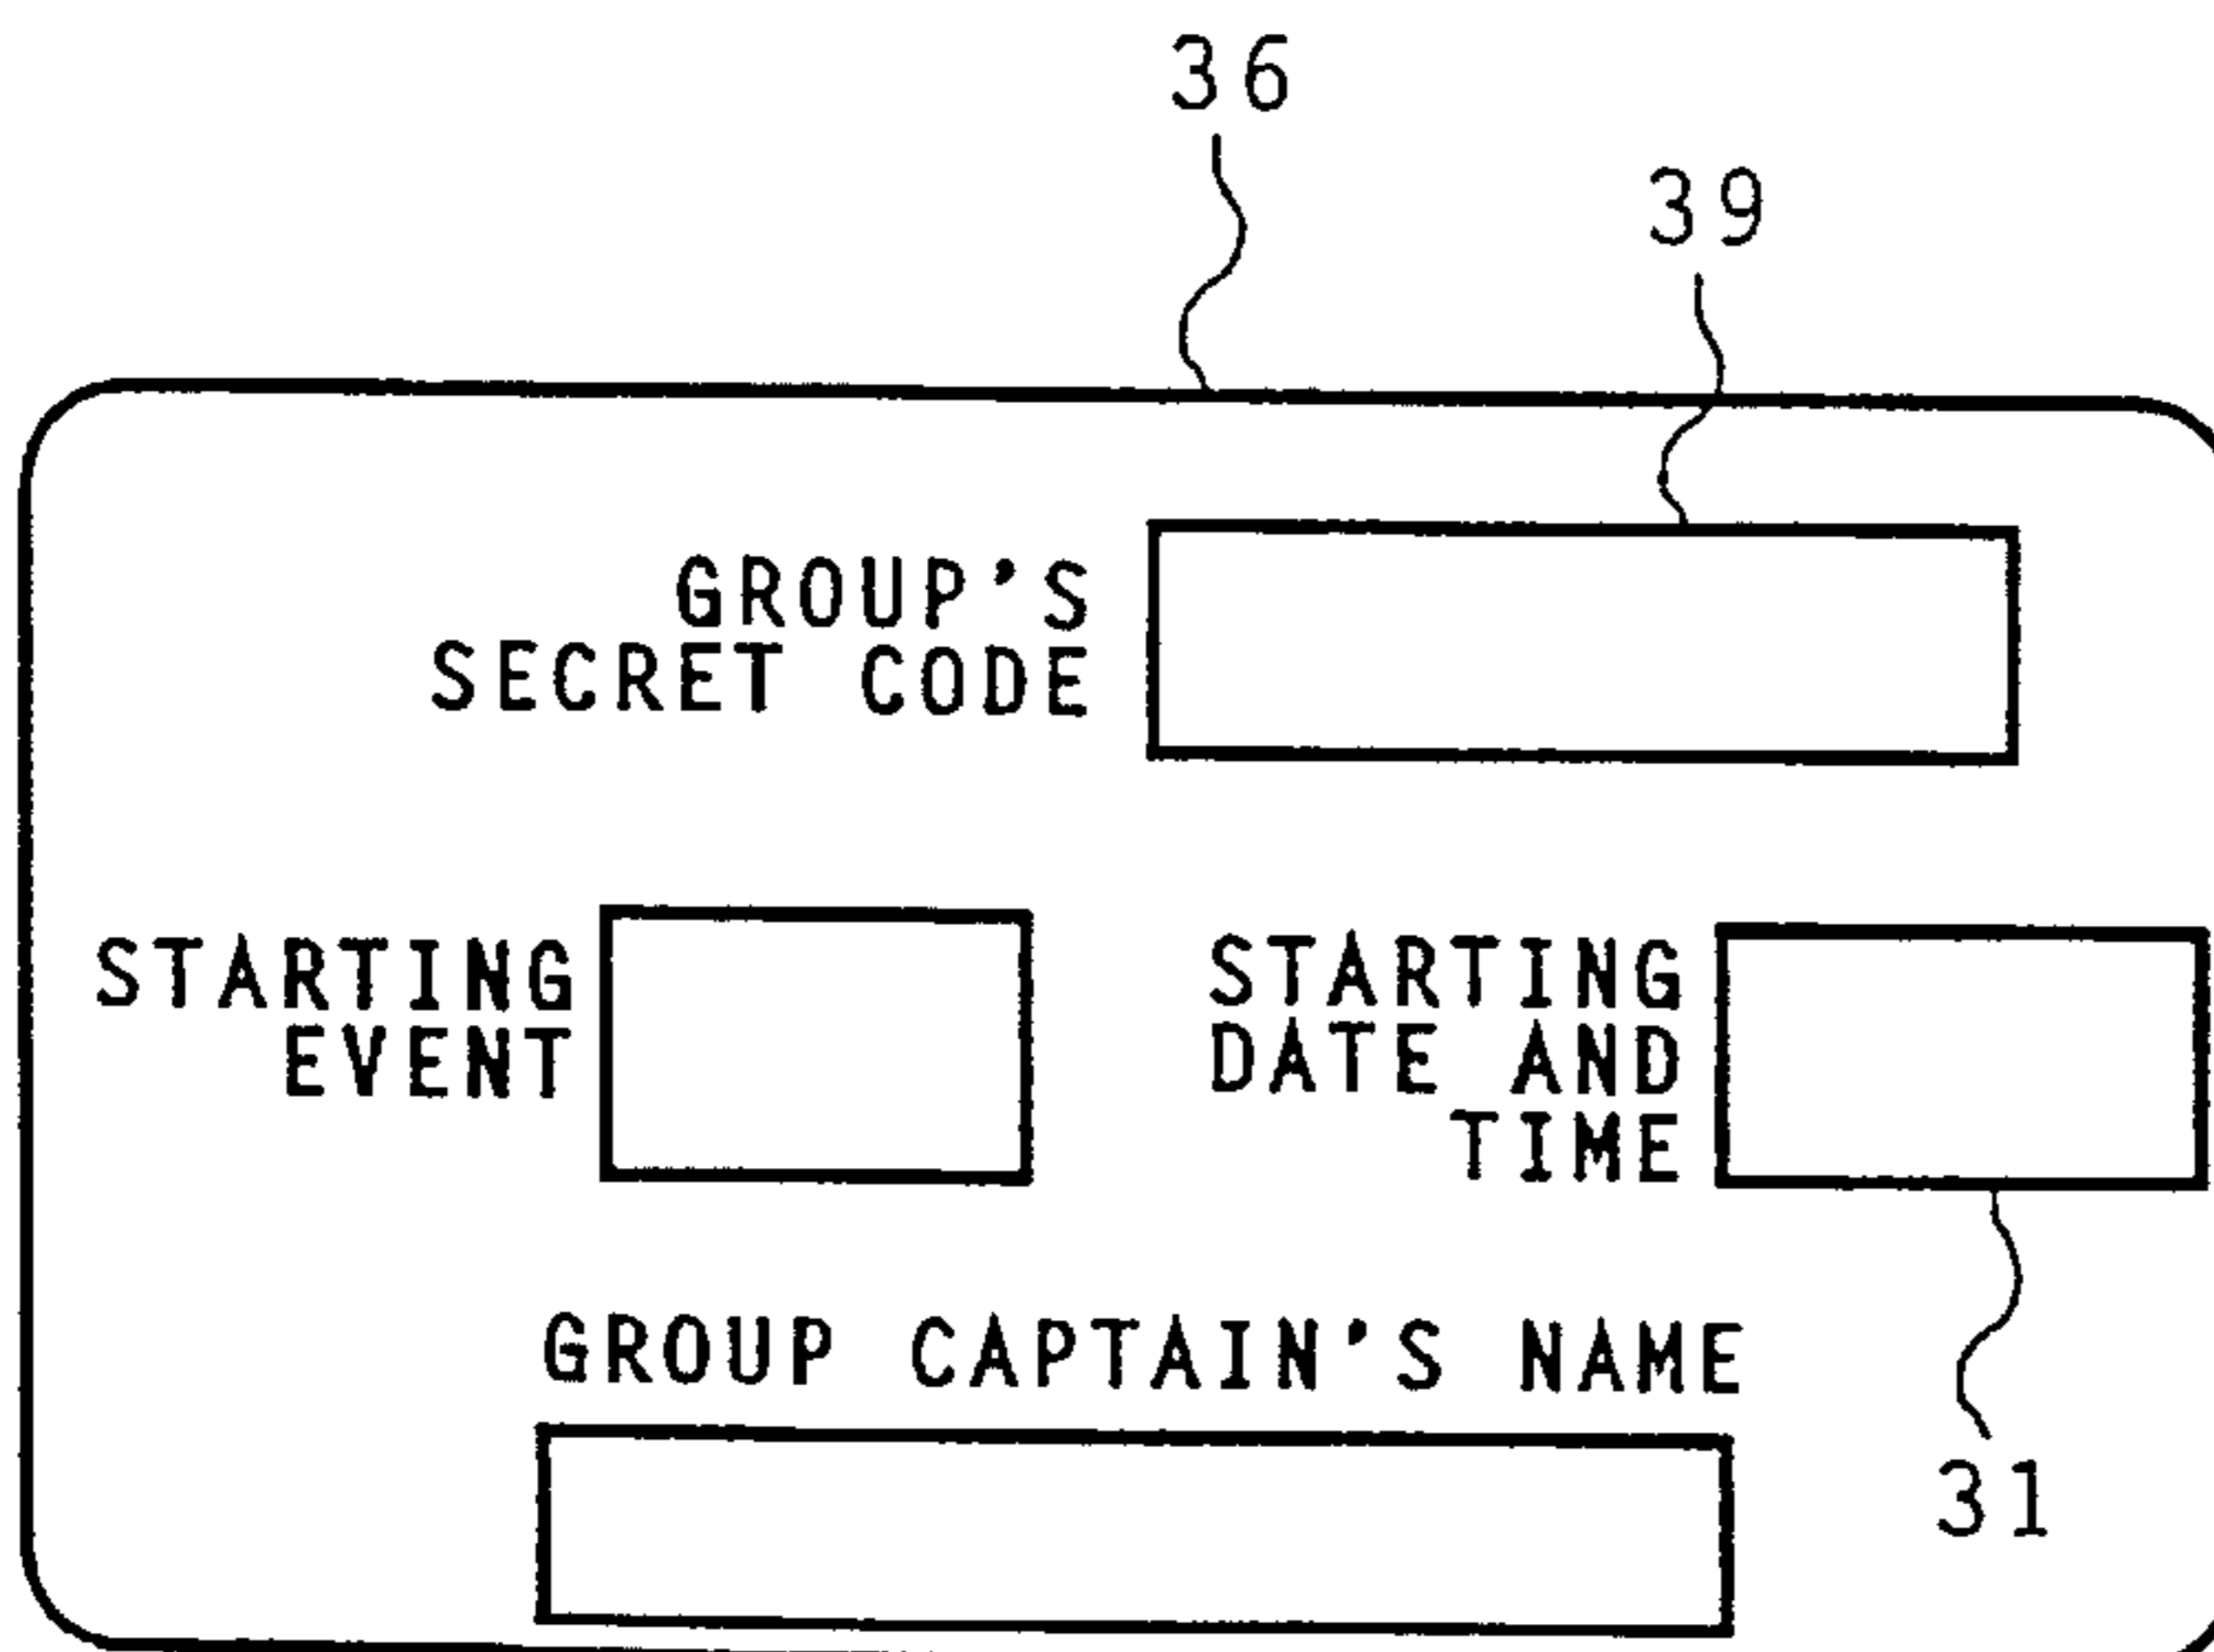 36
39
GROUP'S
SECRET CODE
STARTING
EVENT
STARTING
DATE AND
TIME
GROUP CAPTAIN'S NAME
31